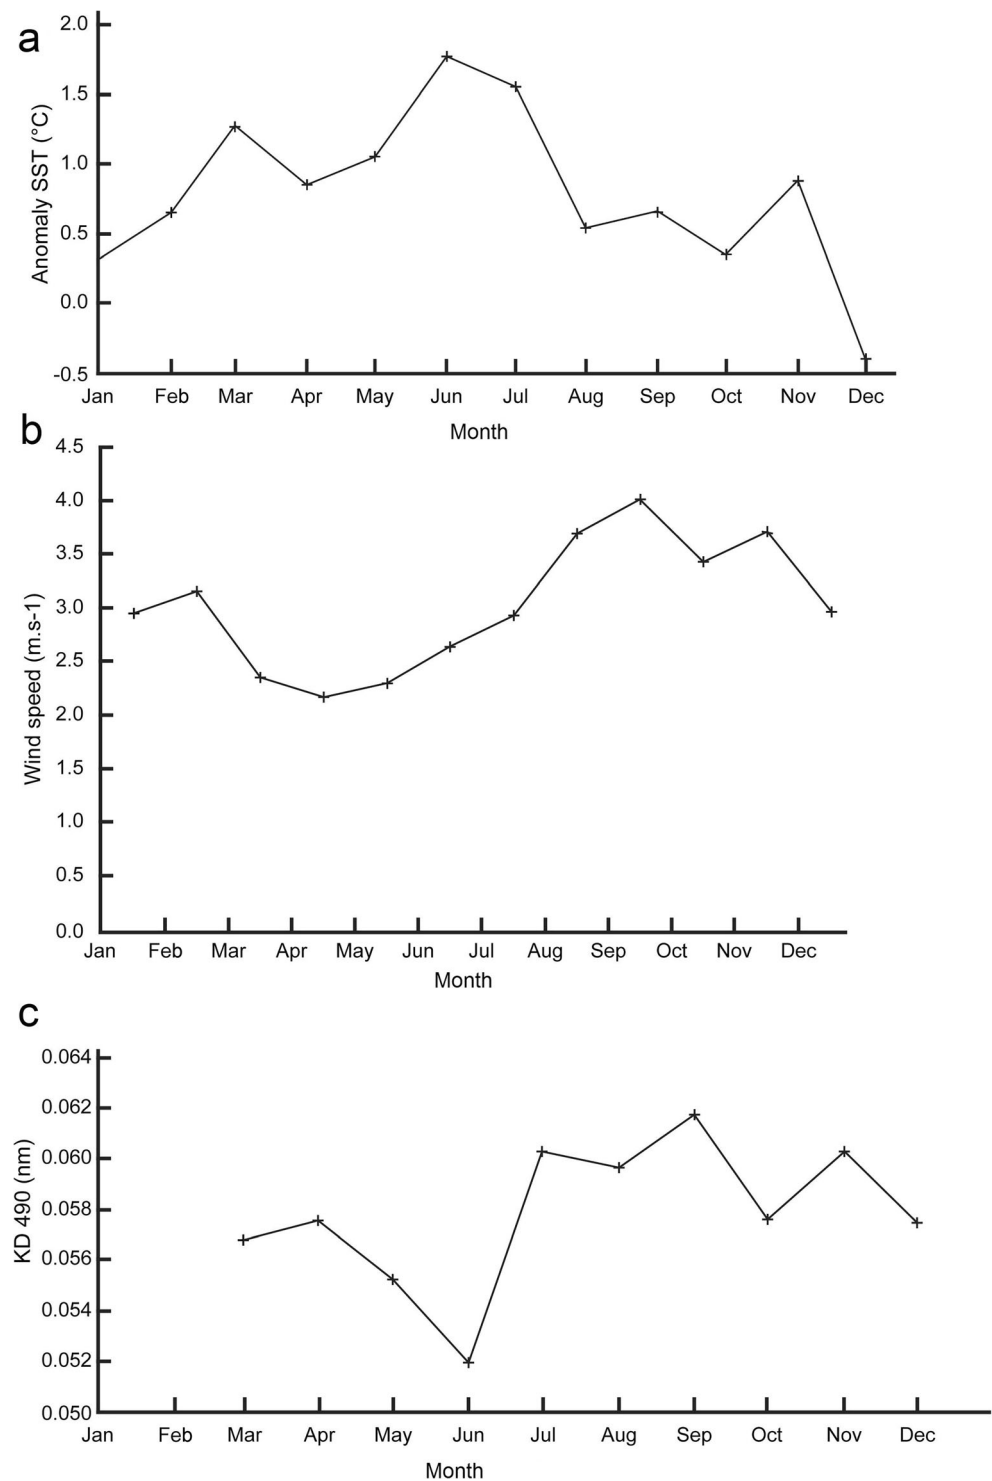 a
Anomaly SST (°C)
2.0
1.5
1.0
0.5
0.0
-0.5
Jan Feb Mar Apr May Jun Jul Aug Sep Oct Nov Dec
Month
b
Wind speed (m.s-1)
4.5
4.0
3.5
3.0
2.5
2.0
1.5
1.0
0.5
0.0
Jan Feb Mar Apr May Jun Jul Aug Sep Oct Nov Dec
Month
c
KD 490 (nm)
0.064
0.062
0.060
0.058
0.056
0.054
0.052
0.050
Jan Feb Mar Apr May Jun Jul Aug Sep Oct Nov Dec
Month